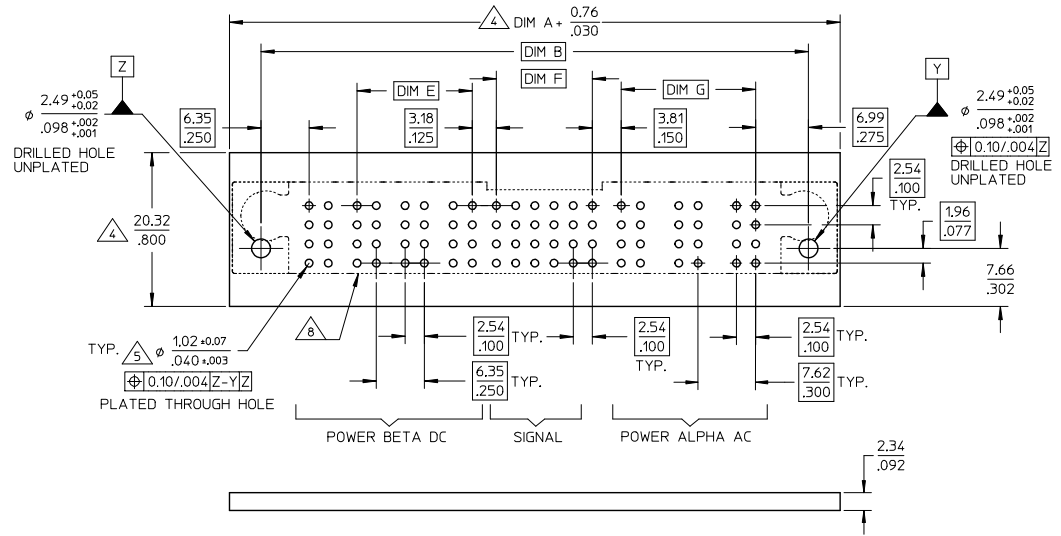 4 DIM A+ 0.76
.030
DIM B
Z
DIM F
Y
DIM E
DIM G
ø 2.49 +0.05 +0.02
.098 +.002 +.001
DRILLED HOLE
UNPLATED
6.35
.250
3.18
.125
3.81
.150
6.99
.275
ø 2.49 +0.05 +0.02
.098 +.002 +.001
⌖ 0.10/.004 Z
DRILLED HOLE
UNPLATED
2.54
.100
TYP.
4 20.32
.800
1.96
.077
7.66
.302
8
TYP. 5 ø 1.02 ±0.07
.040 ±.003
⌖ 0.10/.004 Z-Y Z
PLATED THROUGH HOLE
2.54
.100 TYP.
2.54
.100
TYP.
2.54
.100 TYP.
6.35
.250 TYP.
7.62
.300 TYP.
POWER BETA DC
SIGNAL
POWER ALPHA AC
2.34
.092